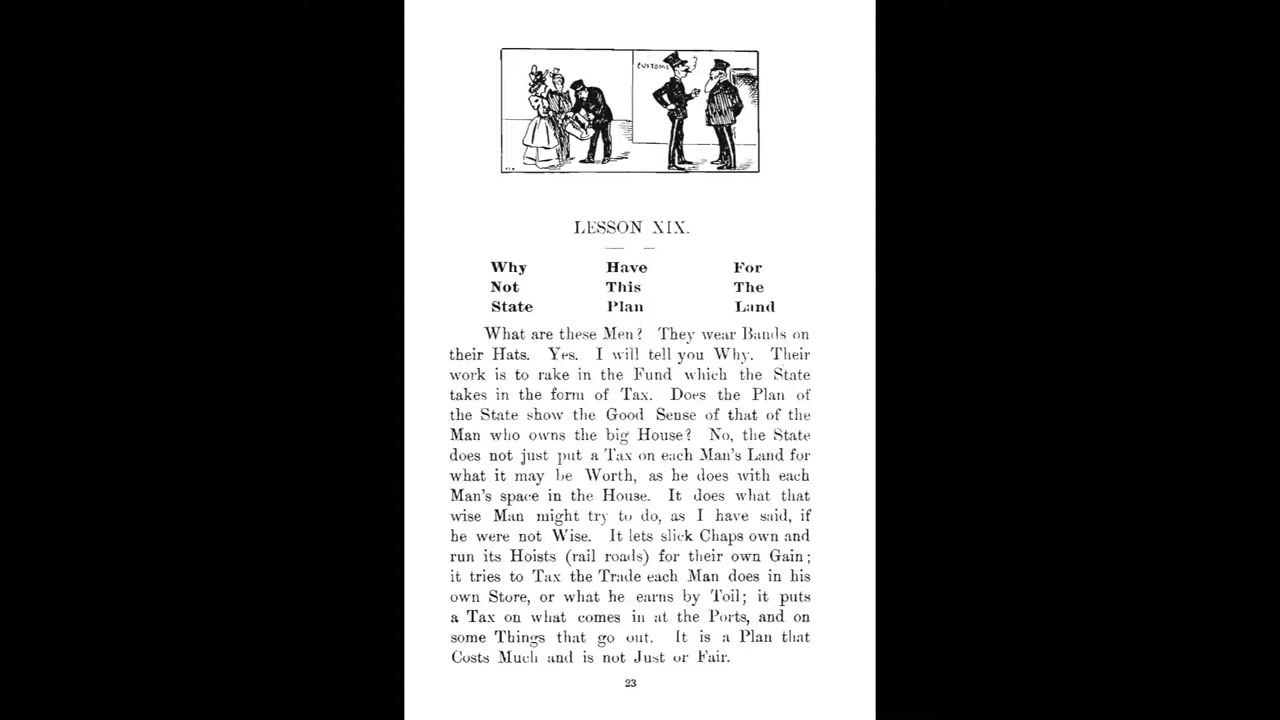 CUSTOMS
LESSON XIX.
Why Have For
Not This The
State Plan Land
What are these Men? They wear Bands on
their Hats. Yes. I will tell you Why. Their
work is to rake in the Fund which the State
takes in the form of Tax. Does the Plan of
the State show the Good Sense of that of the
Man who owns the big House? No, the State
does not just put a Tax on each Man's Land for
what it may be Worth, as he does with each
Man's space in the House. It does what that
wise Man might try to do, as I have said, if
he were not Wise. It lets slick Chaps own and
run its Hoists (rail roads) for their own Gain;
it tries to Tax the Trade each Man does in his
own Store, or what he earns by Toil; it puts
a Tax on what comes in at the Ports, and on
some Things that go out. It is a Plan that
Costs Much and is not Just or Fair.
23